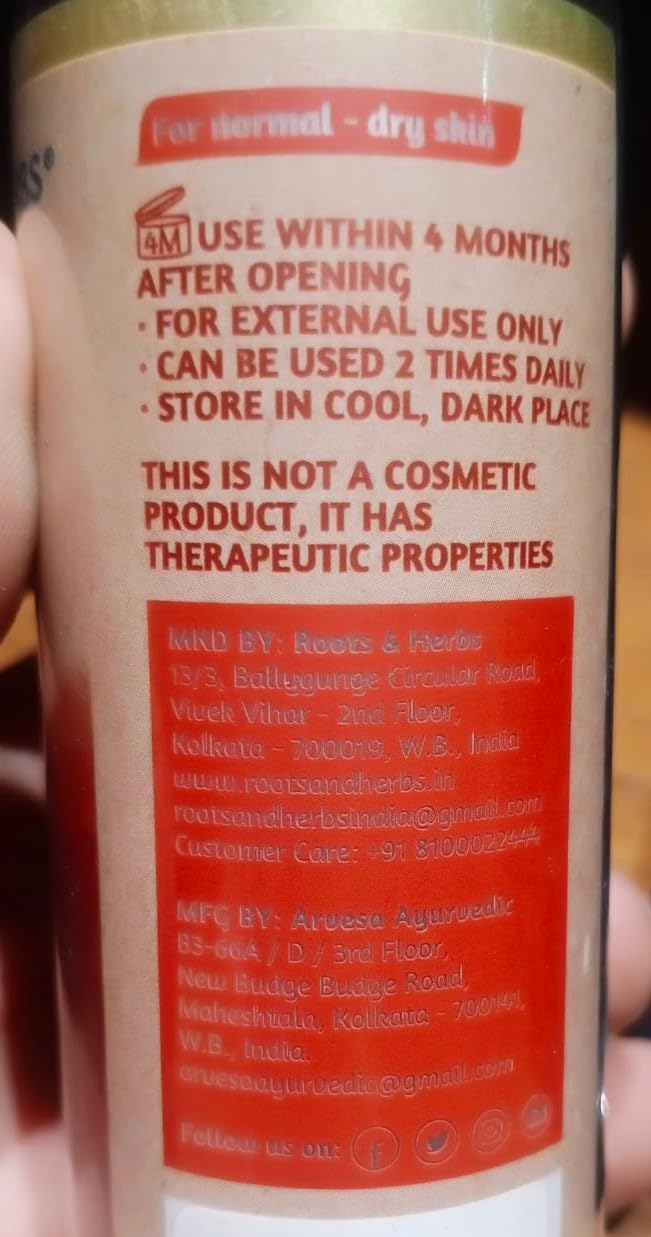 For normal - dry skin
4M USE WITHIN 4 MONTHS
AFTER OPENING
· FOR EXTERNAL USE ONLY
· CAN BE USED 2 TIMES DAILY
· STORE IN COOL, DARK PLACE
THIS IS NOT A COSMETIC
PRODUCT, IT HAS
THERAPEUTIC PROPERTIES
MKD BY: Roots & Herbs
13/3, Ballygunge Circular Road,
Vivek Vihar - 2nd Floor,
Kolkata - 700019, W.B., India
www.rootsandherbs.in
rootsandherbsindia@gmail.com
Customer Care: +91 8100022444
MFG BY: Arvesa Ayurvedic
B3-66A / D / 3rd Floor,
New Budge Budge Road,
Maheshtala, Kolkata - 700141,
W.B., India.
arvesaayurvedic@gmail.com
Follow us on: